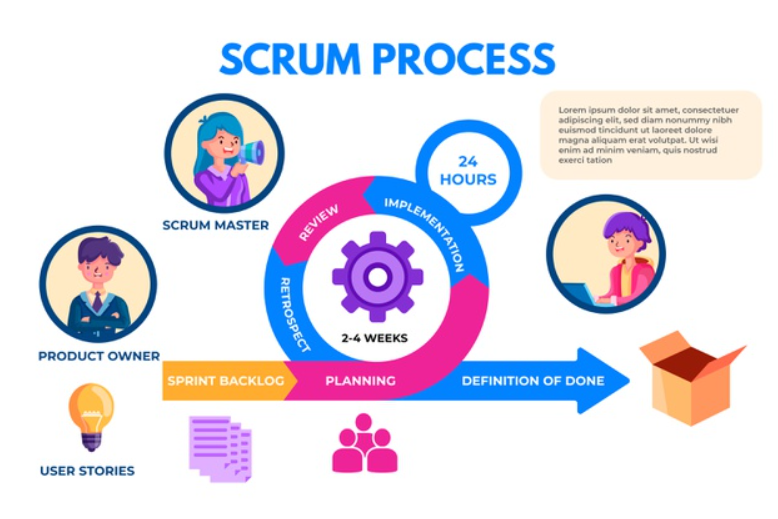 SCRUM PROCESS
Lorem ipsum dolor sit amet, consectetuer
adipiscing elit, sed diam nonummy nibh
euismod tincidunt ut laoreet dolore
magna aliquam erat volutpat. Ut wisi
enim ad minim veniam, quis nostrud
exerci tation
24
HOURS
SCRUM MASTER
REVIEW
IMPLEMENTATION
RETROSPECT
2-4 WEEKS
PRODUCT OWNER
SPRINT BACKLOG
PLANNING
DEFINITION OF DONE
USER STORIES